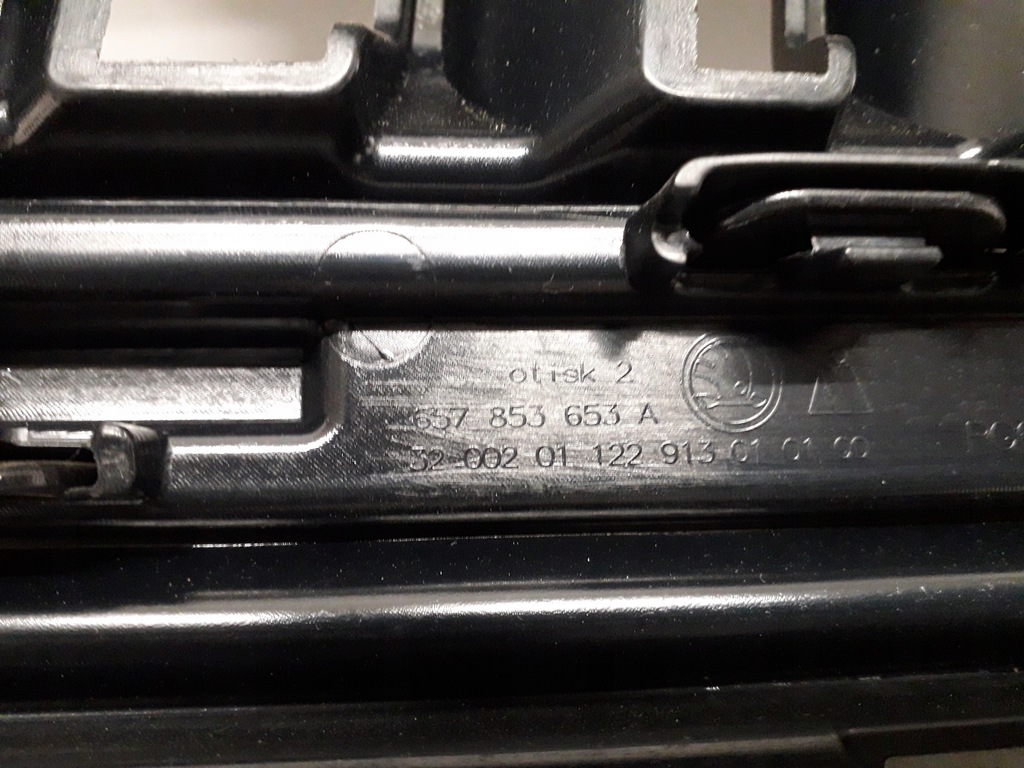 otisk 2
657 853 653 A
32 002 01 122 913 01 01 00